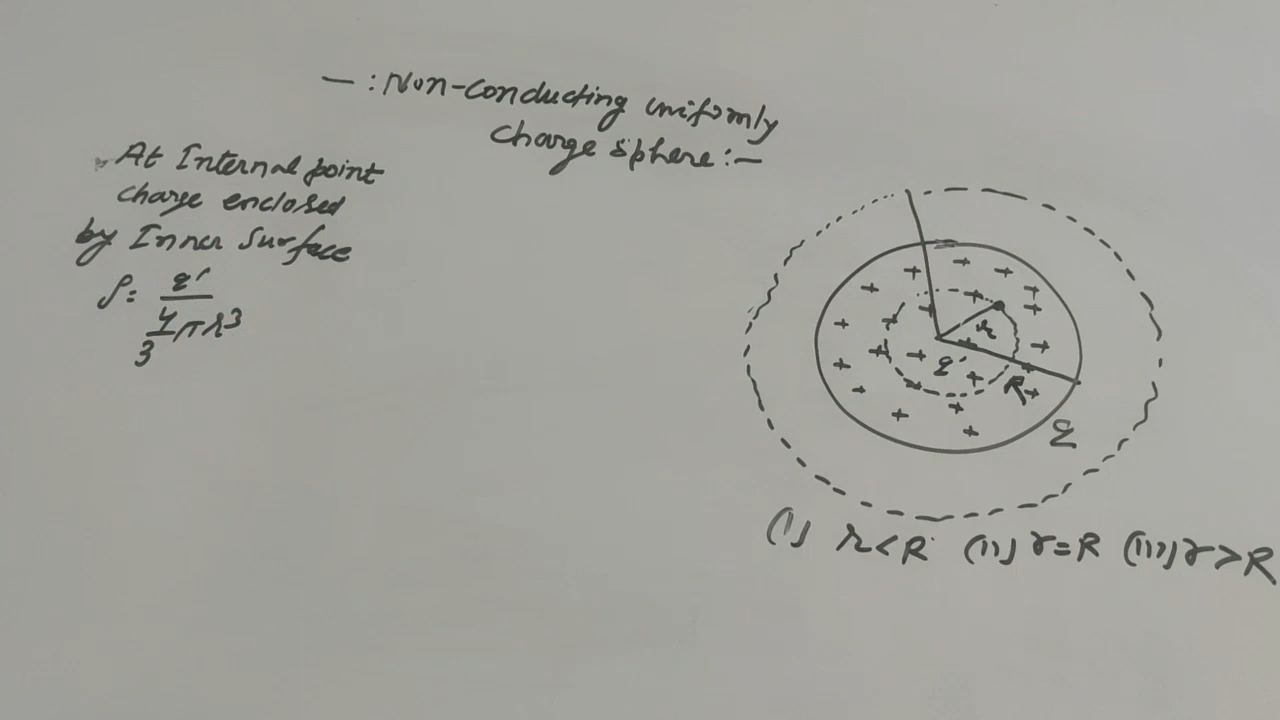 — : Non-Conducting uniformly
Charge Sphere :—
At Internal point
charge enclosed
by Inner Surface
ρ = q'
4/3 πr³
r
q'
R
q
(I) r<R (II) r=R (III) r>R